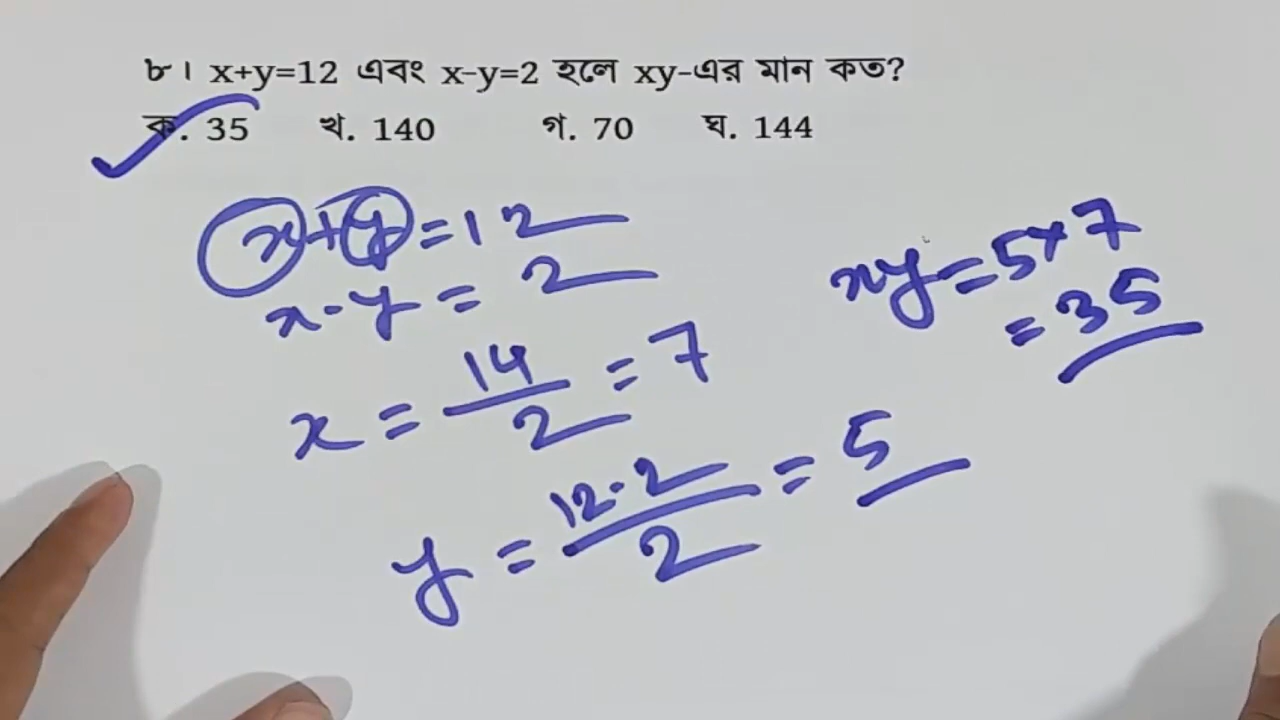 ৮। x+y=12 এবং x-y=2 হলে xy-এর মান কত?
ক. 35 খ. 140 গ. 70 ঘ. 144
x+y=12
x-y=2
x = 14/2 = 7
y = 12-2/2 = 5
xy=5×7
=35